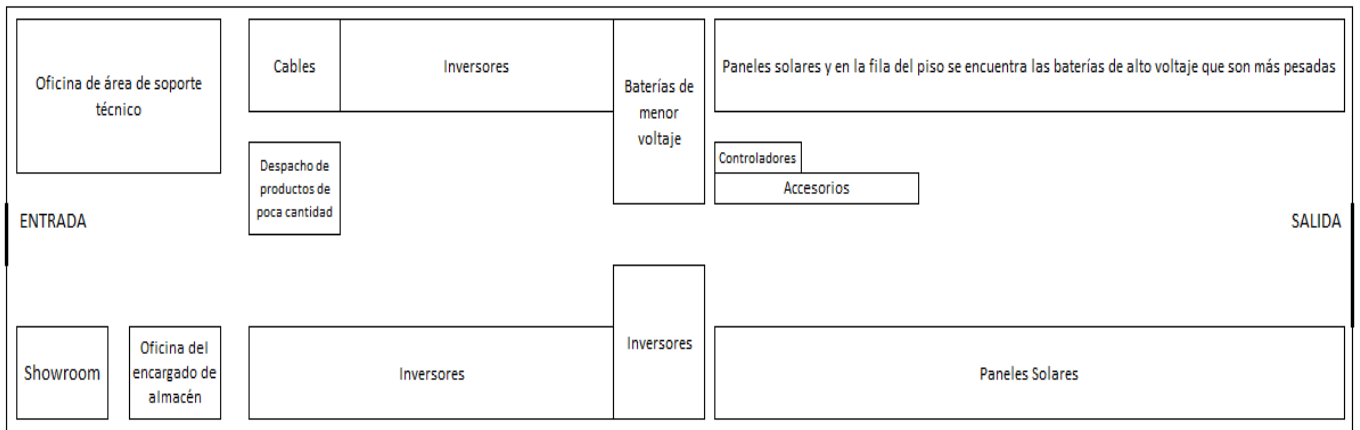 Oficina de área de soporte
técnico
Cables
Inversores
Baterías de
menor
voltaje
Paneles solares y en la fila del piso se encuentra las baterías de alto voltaje que son más pesadas
Despacho de
productos de
poca cantidad
Controladores
Accesorios
ENTRADA
SALIDA
Showroom
Oficina del
encargado de
almacén
Inversores
Inversores
Paneles Solares